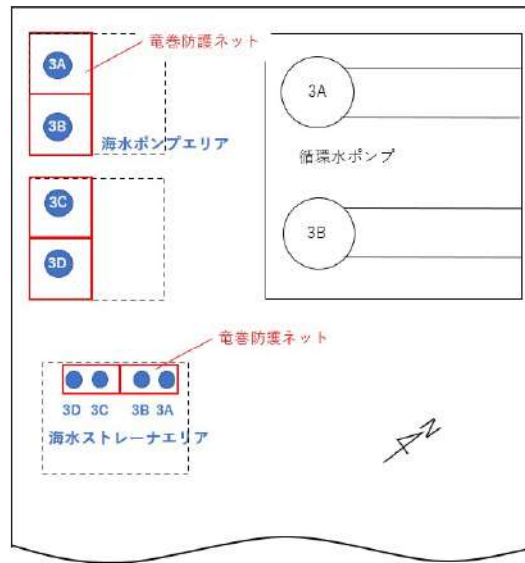 竜巻防護ネット
3A
3B
海水ポンプエリア
3C
3D
3A
循環水ポンプ
3B
竜巻防護ネット
3D 3C 3B 3A
海水ストレーナエリア
N